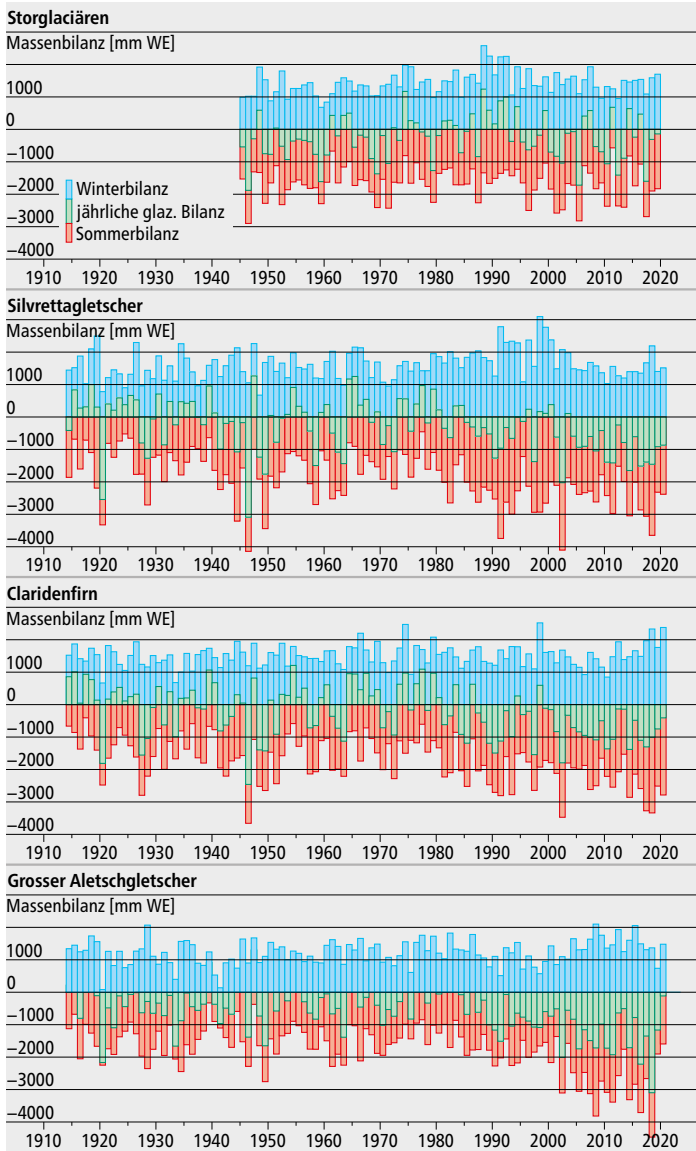 Storglaciären
Massenbilanz [mm WE]
1000
0
−1000
−2000
−3000
−4000
Winterbilanz
jährliche glaz. Bilanz
Sommerbilanz
1910 1920 1930 1940 1950 1960 1970 1980 1990 2000 2010 2020
Silvrettagletscher
Massenbilanz [mm WE]
1000
0
−1000
−2000
−3000
−4000
1910 1920 1930 1940 1950 1960 1970 1980 1990 2000 2010 2020
Claridenfirn
Massenbilanz [mm WE]
1000
0
−1000
−2000
−3000
−4000
1910 1920 1930 1940 1950 1960 1970 1980 1990 2000 2010 2020
Grosser Aletschgletscher
Massenbilanz [mm WE]
1000
0
−1000
−2000
−3000
−4000
1910 1920 1930 1940 1950 1960 1970 1980 1990 2000 2010 2020